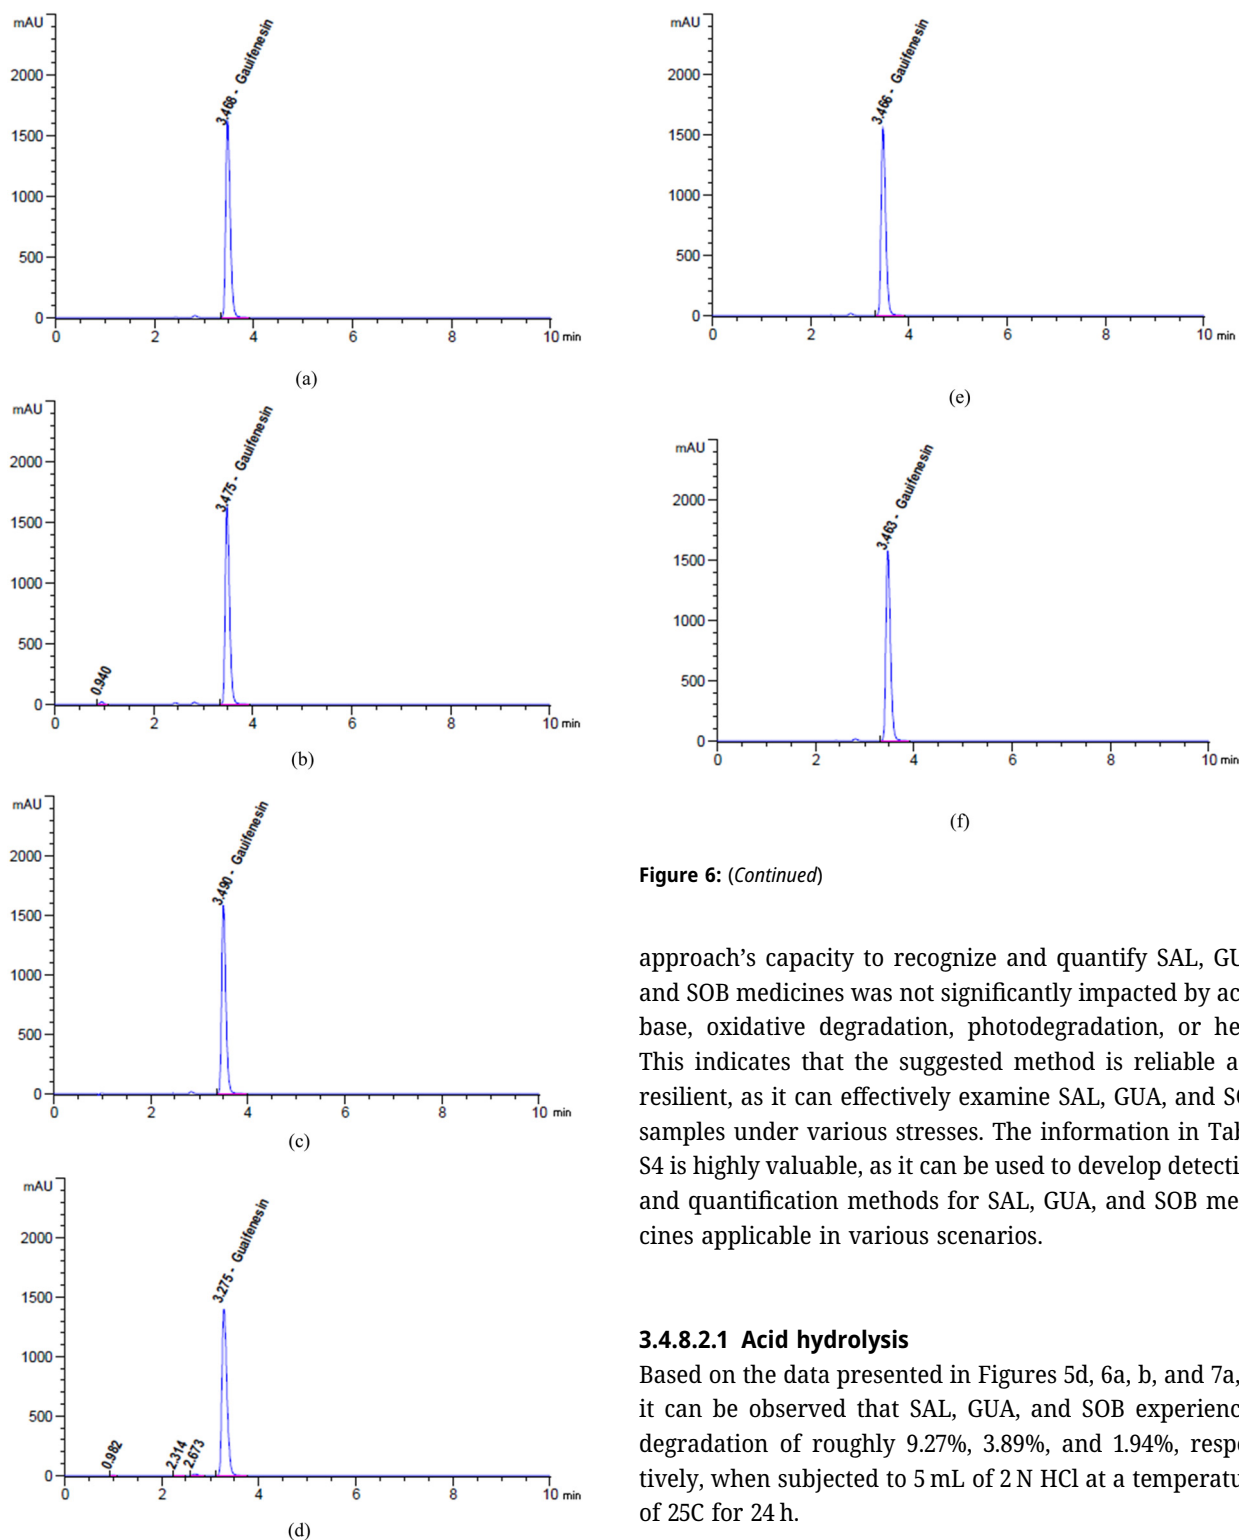 mAU
2000
1500
1000
500
0
3.468 - Gauifenesin
0 2 4 6 8 10 min
(a)
mAU
2000
1500
1000
500
0
0.940
3.475 - Gauifenesin
0 2 4 6 8 10 min
(b)
mAU
2000
1500
1000
500
0
3.490 - Gauifenesin
0 2 4 6 8 10 min
(c)
mAU
2000
1500
1000
500
0
0.982
2.314
2.673
3.275 - Guaifenesin
0 2 4 6 8 10 min
(d)
mAU
2000
1500
1000
500
0
3.466 - Gauifenesin
0 2 4 6 8 10 min
(e)
mAU
2000
1500
1000
500
0
3.463 - Gauifenesin
0 2 4 6 8 10 min
(f)
Figure 6: (Continued)
approach’s capacity to recognize and quantify SAL, GU
and SOB medicines was not significantly impacted by ac
base, oxidative degradation, photodegradation, or he
This indicates that the suggested method is reliable a
resilient, as it can effectively examine SAL, GUA, and SO
samples under various stresses. The information in Tab
S4 is highly valuable, as it can be used to develop detecti
and quantification methods for SAL, GUA, and SOB me
cines applicable in various scenarios.
3.4.8.2.1 Acid hydrolysis
Based on the data presented in Figures 5d, 6a, b, and 7a,
it can be observed that SAL, GUA, and SOB experienc
degradation of roughly 9.27%, 3.89%, and 1.94%, respe
tively, when subjected to 5 mL of 2 N HCl at a temperatu
of 25C for 24 h.